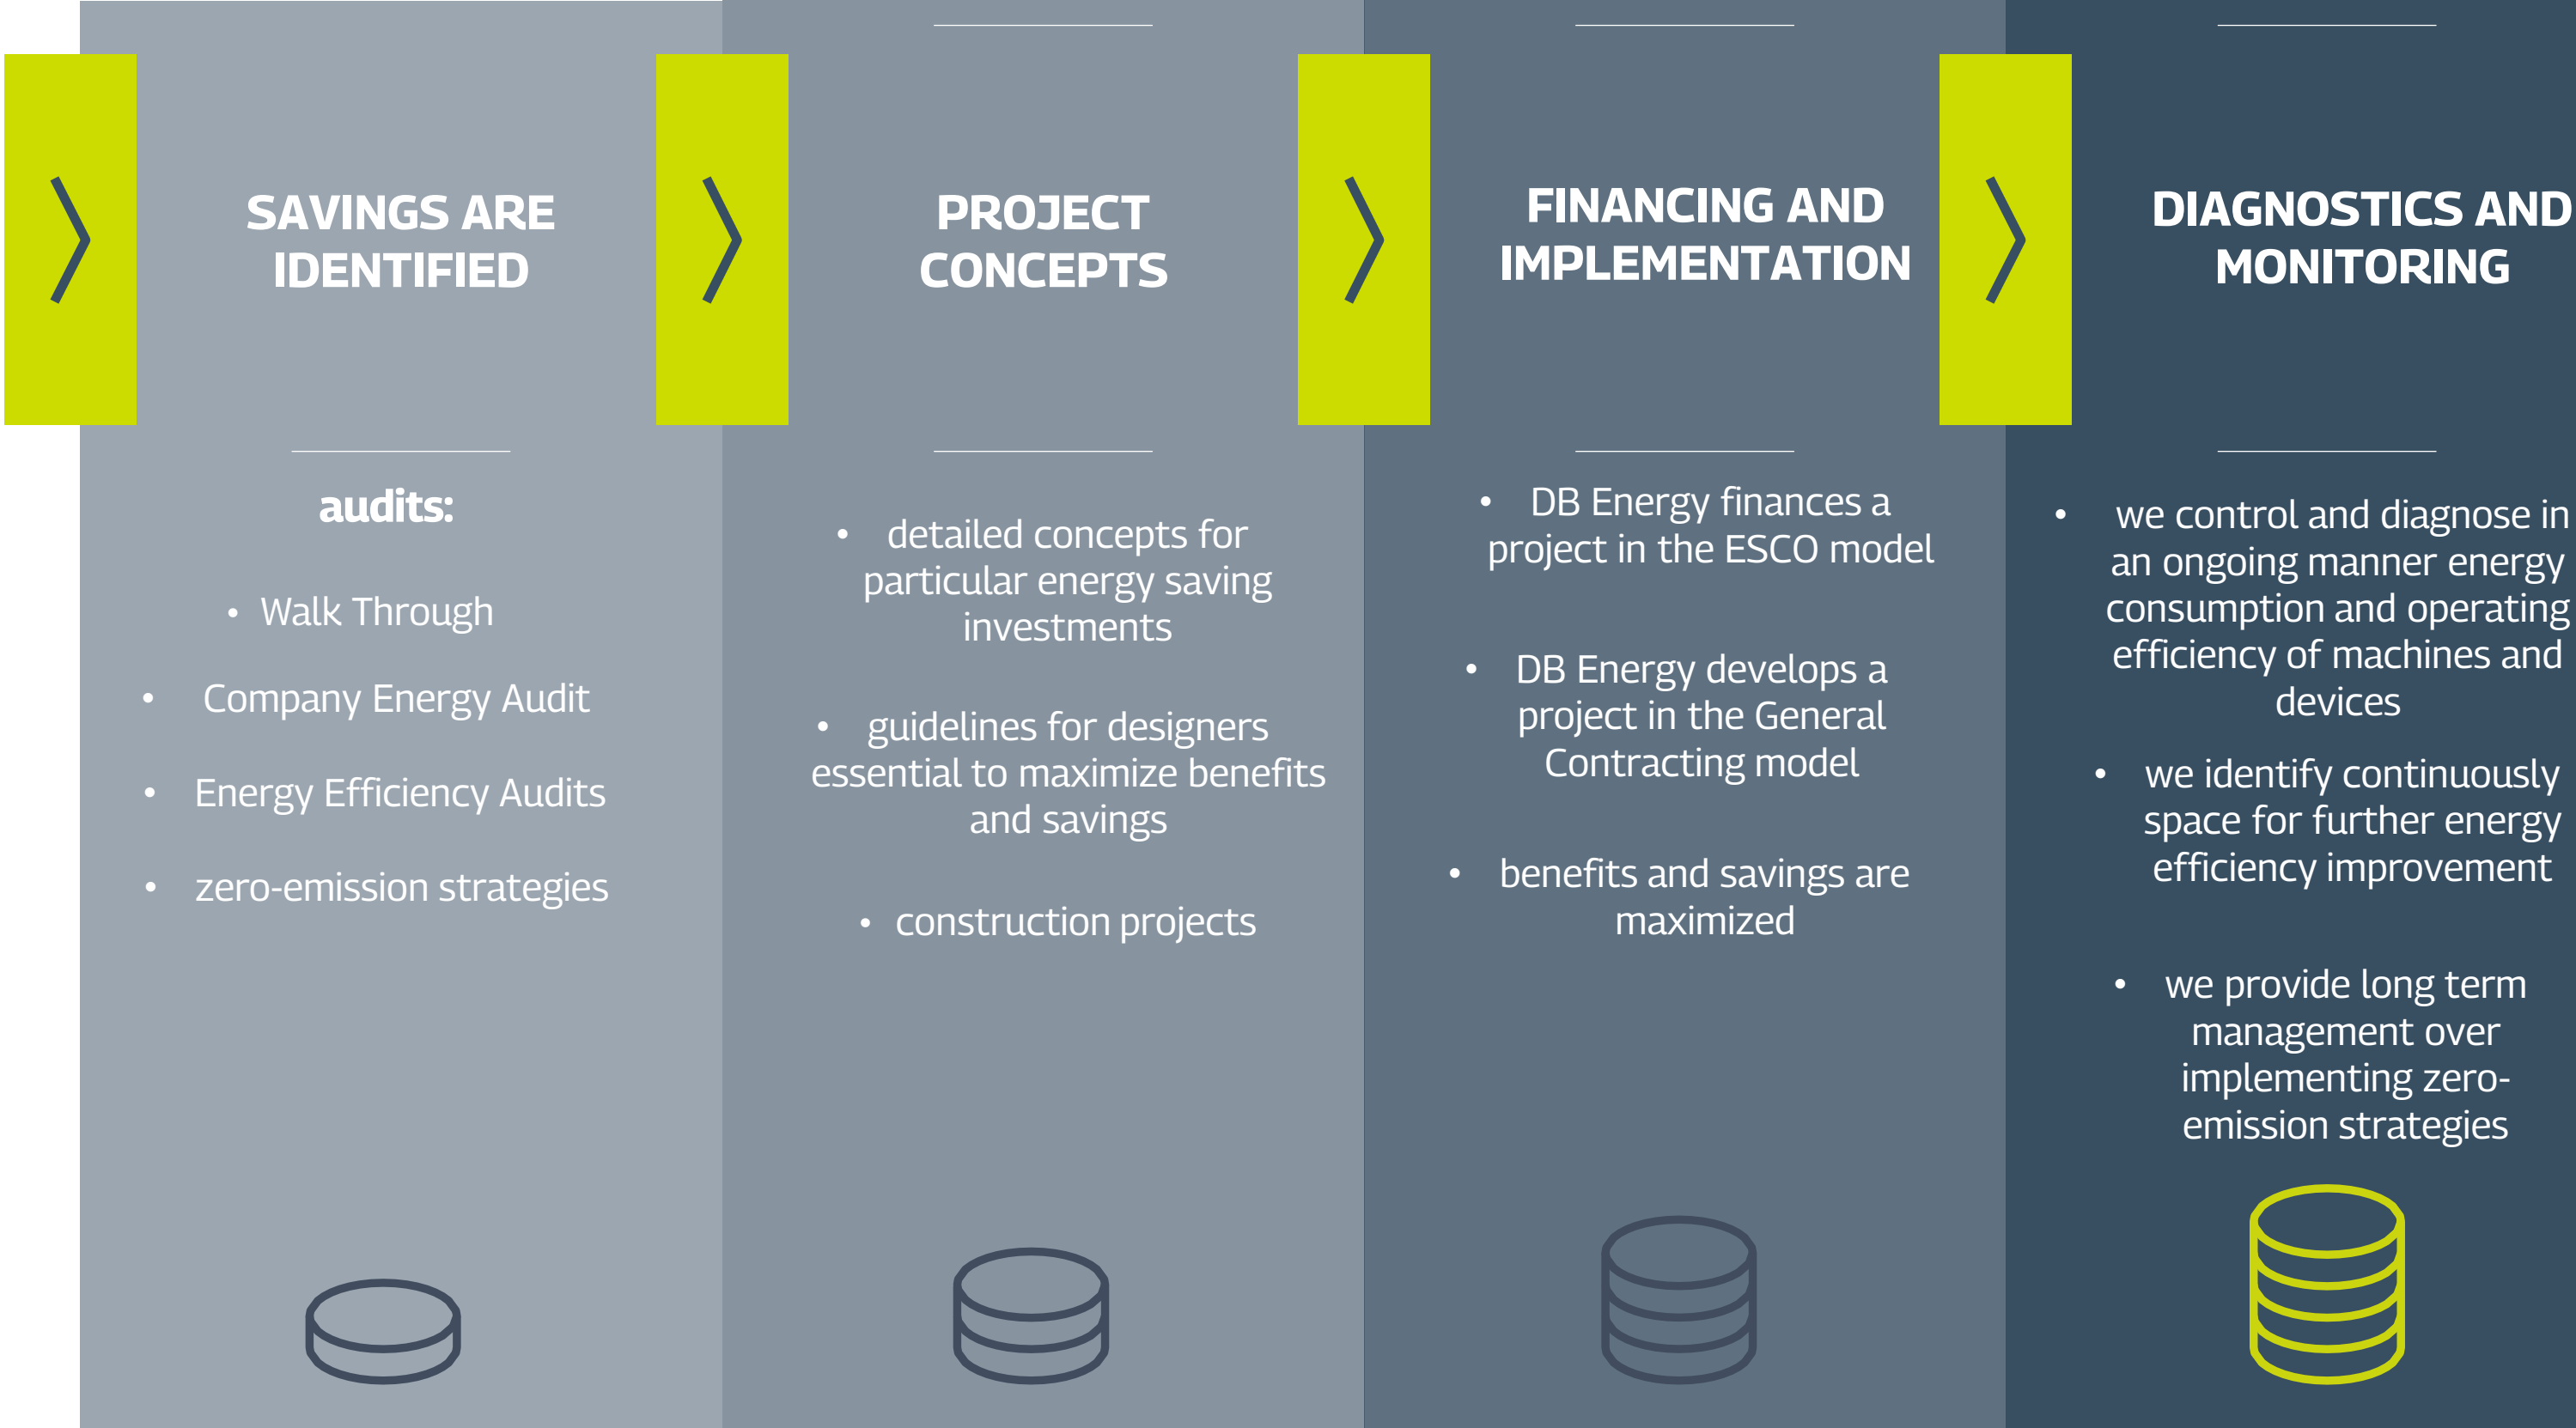 SAVINGS ARE
IDENTIFIED
audits:
• Walk Through
• Company Energy Audit
• Energy Efficiency Audits
• zero-emission strategies
PROJECT
CONCEPTS
• detailed concepts for
particular energy saving
investments
• guidelines for designers
essential to maximize benefits
and savings
• construction projects
FINANCING AND
IMPLEMENTATION
• DB Energy finances a
project in the ESCO model
• DB Energy develops a
project in the General
Contracting model
• benefits and savings are
maximized
DIAGNOSTICS AND
MONITORING
• we control and diagnose in
an ongoing manner energy
consumption and operating
efficiency of machines and
devices
• we identify continuously
space for further energy
efficiency improvement
• we provide long term
management over
implementing zero-
emission strategies